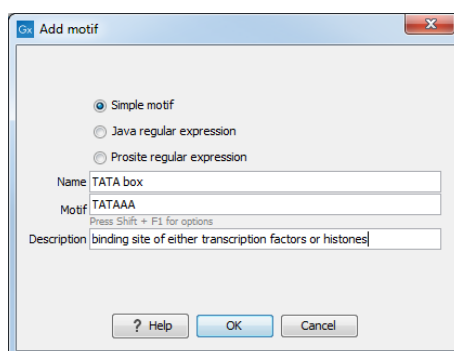 Gx Add motif
Simple motif
Java regular expression
Prosite regular expression
Name TATA box
Motif TATAAA
Press Shift + F1 for options
Description binding site of either transcription factors or histones
? Help OK Cancel